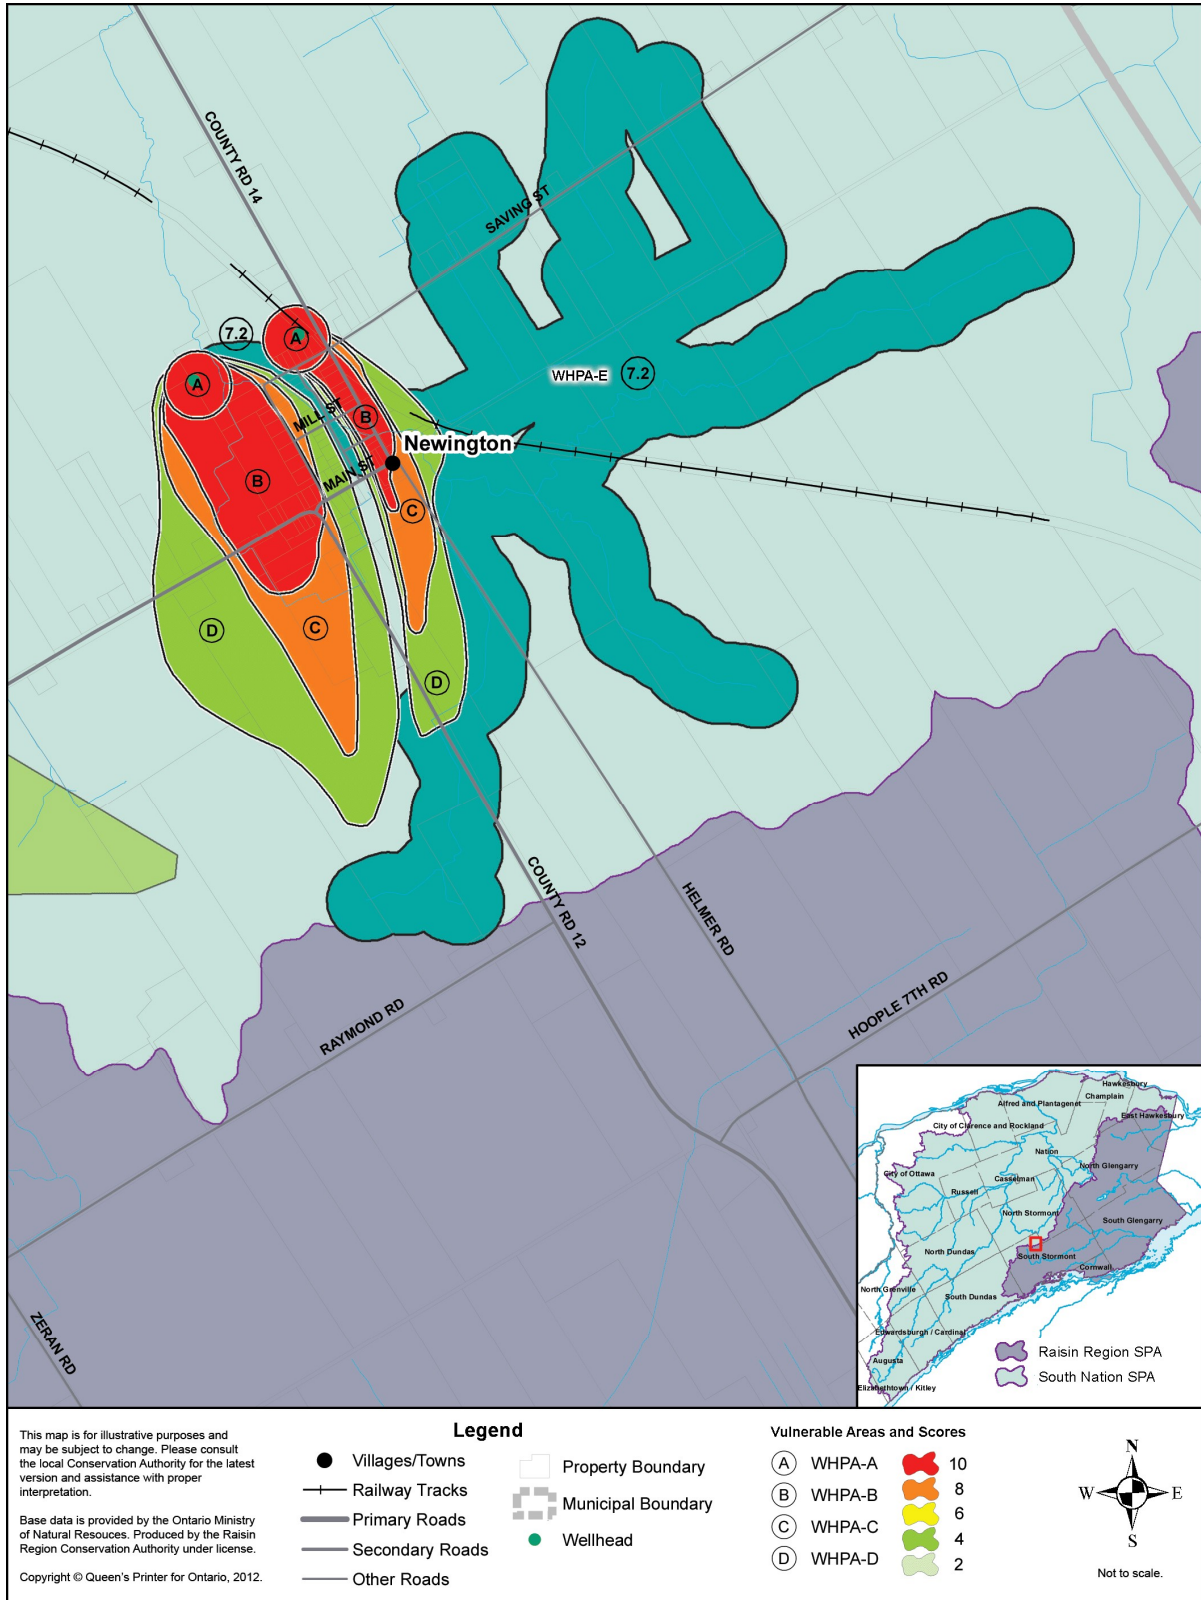 COUNTY RD 14
SAVING ST
7.2
A
A
WHPA-E
7.2
MILL ST
B
Newington
MAIN ST
B
C
D
C
D
COUNTY RD 12
HELMER RD
RAYMOND RD
HOOPLE 7TH RD
ZERAN RD
Hawkesbury
Champlain
Alfred and Plantagenet
East Hawkesbury
City of Clarence and Rockland
Nation
North Glengarry
City of Ottawa
Casselman
Russell
North Stormont
South Glengarry
North Dundas
South Stormont
Cornwall
North Grenville
South Dundas
Edwardsburgh / Cardinal
Augusta
Elizabethtown / Kitley
Raisin Region SPA
South Nation SPA
This map is for illustrative purposes and
may be subject to change. Please consult
the local Conservation Authority for the latest
version and assistance with proper
interpretation.
Base data is provided by the Ontario Ministry
of Natural Resouces. Produced by the Raisin
Region Conservation Authority under license.
Copyright © Queen's Printer for Ontario, 2012.
Legend
Villages/Towns
Railway Tracks
Primary Roads
Secondary Roads
Other Roads
Property Boundary
Municipal Boundary
Wellhead
Vulnerable Areas and Scores
A WHPA-A 10
B WHPA-B 8
C WHPA-C 6
D WHPA-D 4
2
N
W E
S
Not to scale.